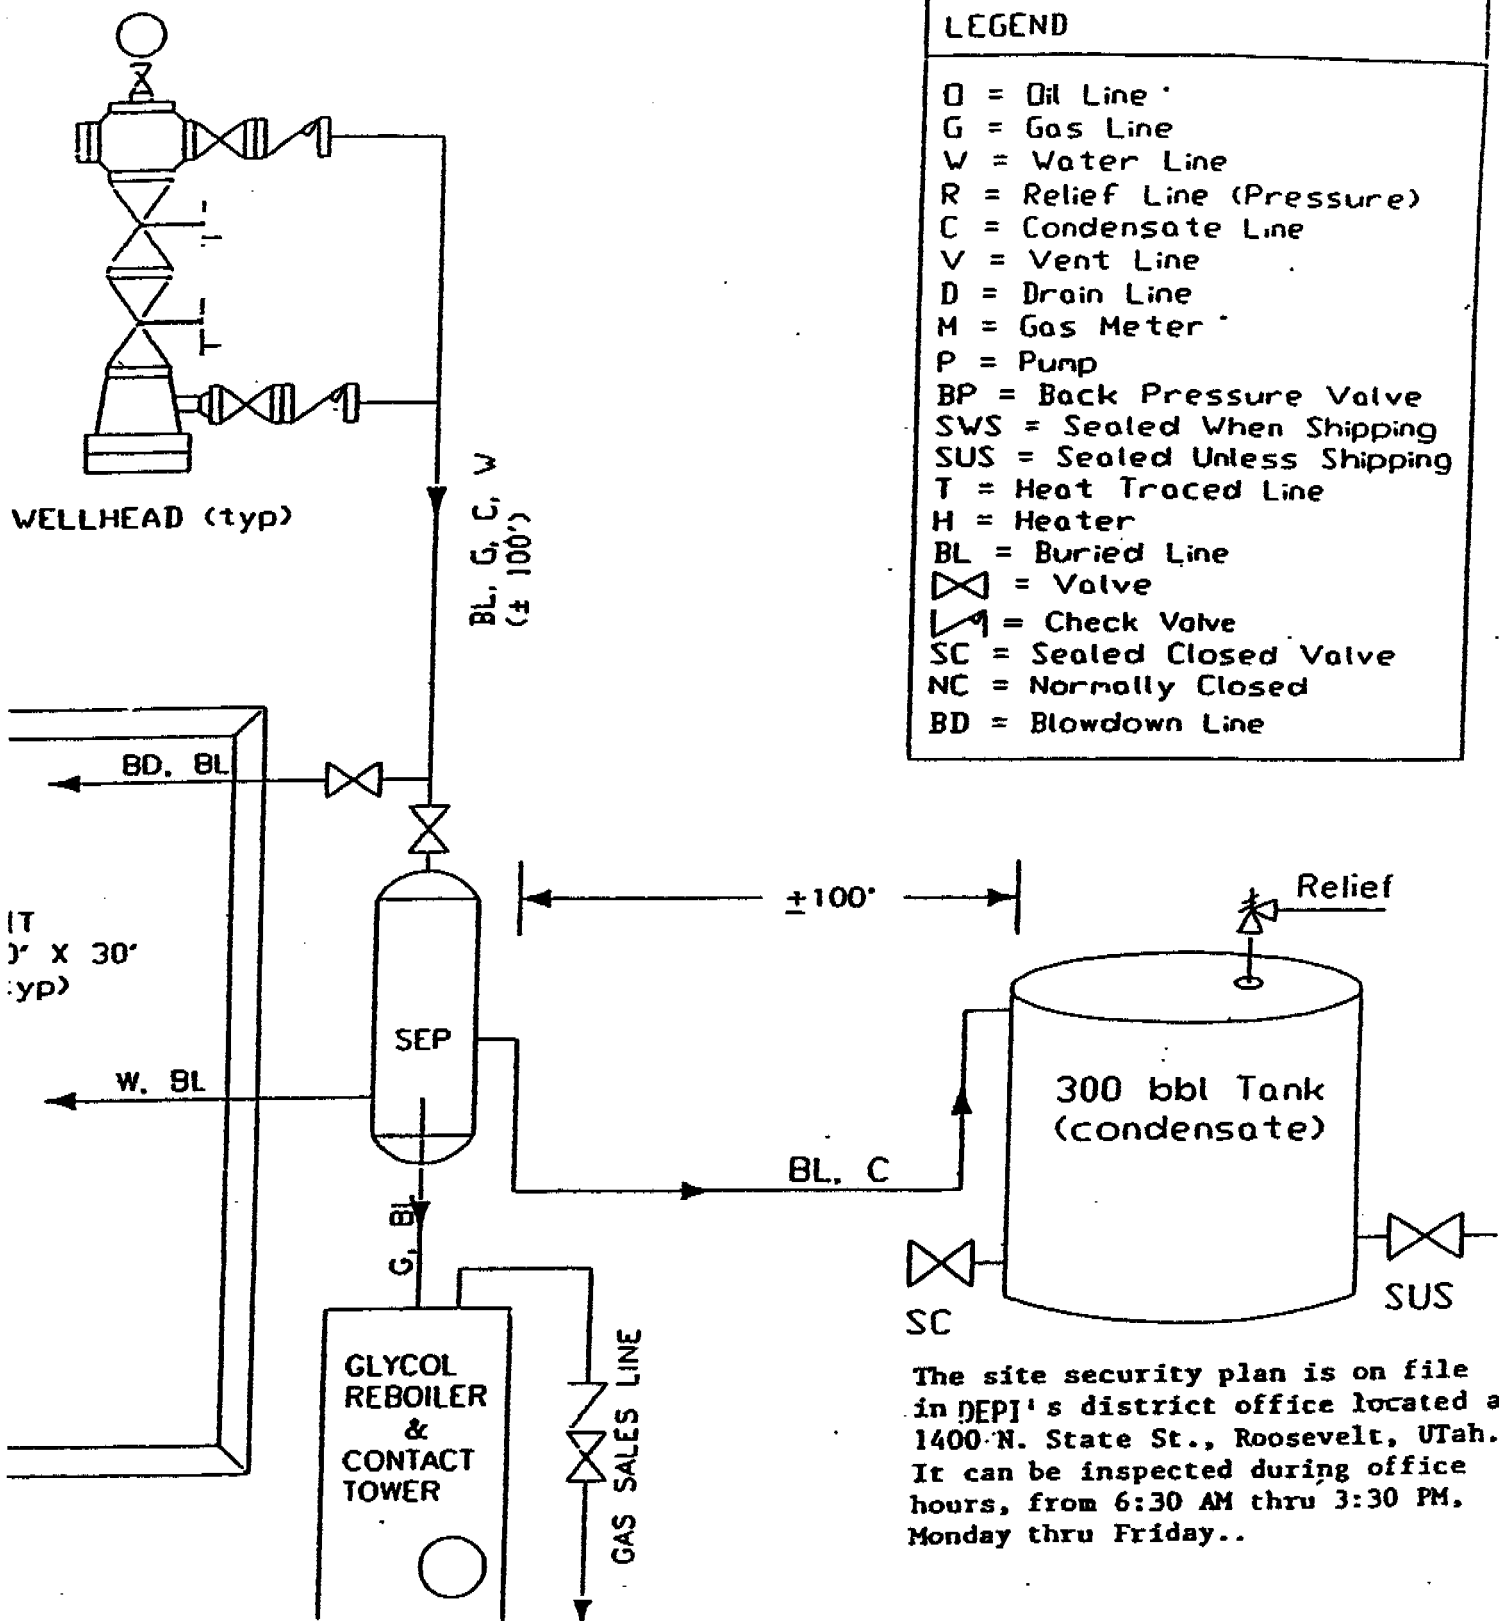 LEGEND
O = Oil Line
G = Gas Line
W = Water Line
R = Relief Line (Pressure)
C = Condensate Line
V = Vent Line
D = Drain Line
M = Gas Meter
P = Pump
BP = Back Pressure Valve
SWS = Sealed When Shipping
SUS = Sealed Unless Shipping
T = Heat Traced Line
H = Heater
BL = Buried Line
= Valve
= Check Valve
SC = Sealed Closed Valve
NC = Normally Closed
BD = Blowdown Line
WELLHEAD (typ)
BL, G, C, W
(± 100')
BD, BL
±100'
Relief
X 30'
SEP
W, BL
300 bbl Tank
(condensate)
BL, C
G, BL
SC
SUS
GLYCOL
REBOILER
&
CONTACT
TOWER
GAS SALES LINE
The site security plan is on file
in DEPI's district office located
1400 N. State St., Roosevelt, UTah.
It can be inspected during office
hours, from 6:30 AM thru 3:30 PM,
Monday thru Friday..